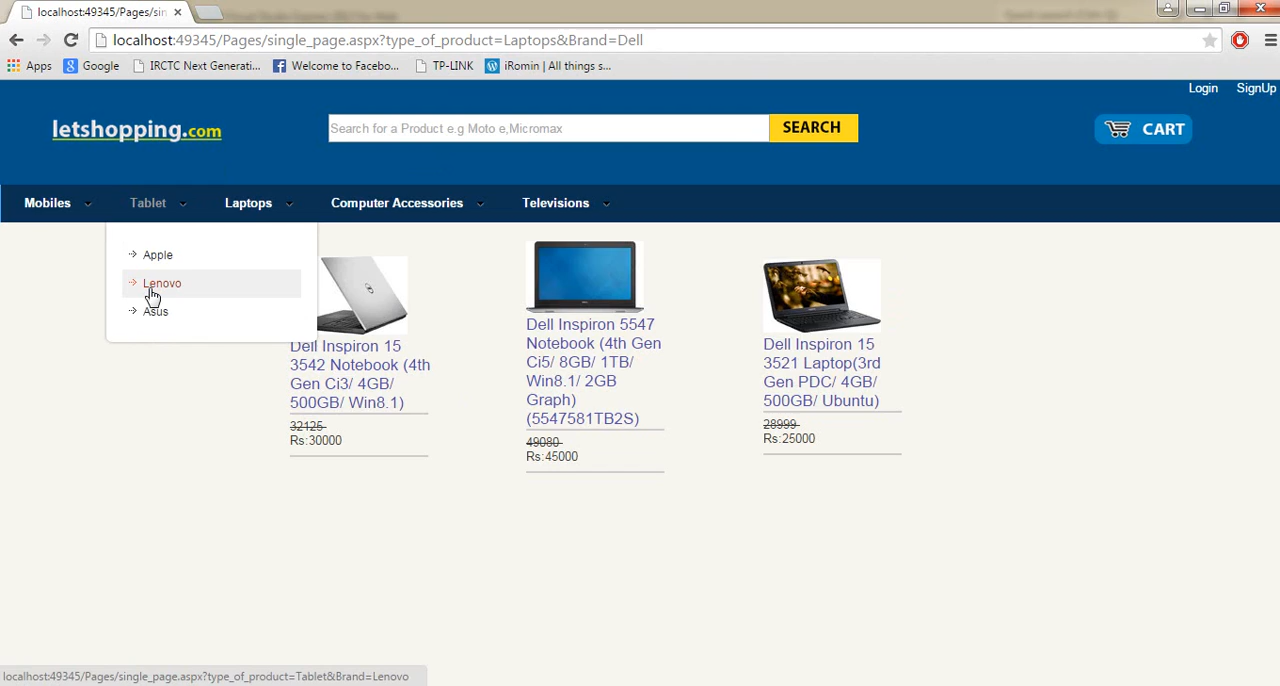 localhost:49345/Pages/sin
localhost:49345/Pages/single_page.aspx?type_of_product=Laptops&Brand=Dell
Apps Google IRCTC Next Generati... Welcome to Facebo... TP-LINK iRomin | All things s...
Login SignUp
letshopping.com
Search for a Product e.g Moto e,Micromax
SEARCH
CART
Mobiles Tablet Laptops Computer Accessories Televisions
Apple
Lenovo
Asus
Dell Inspiron 15
3542 Notebook (4th
Gen Ci3/ 4GB/
500GB/ Win8.1)
32125
Rs:30000
Dell Inspiron 5547
Notebook (4th Gen
Ci5/ 8GB/ 1TB/
Win8.1/ 2GB
Graph)
(5547581TB2S)
49080
Rs:45000
Dell Inspiron 15
3521 Laptop(3rd
Gen PDC/ 4GB/
500GB/ Ubuntu)
28999
Rs:25000
localhost:49345/Pages/single_page.aspx?type_of_product=Tablet&Brand=Lenovo